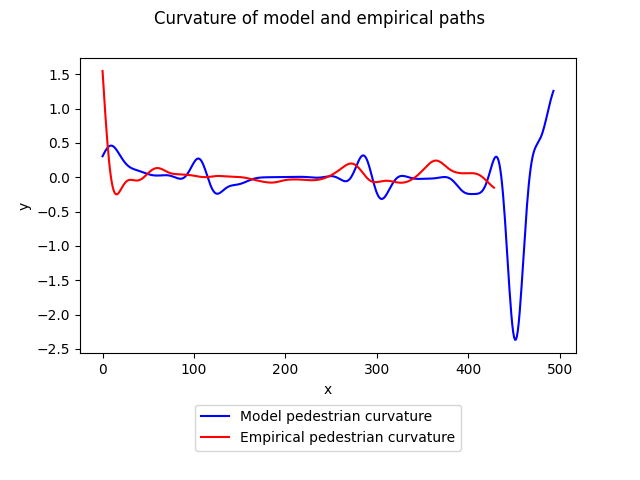 Curvature of model and empirical paths
1.5
1.0
0.5
0.0
−0.5
−1.0
−1.5
−2.0
−2.5
y
0 100 200 300 400 500
x
Model pedestrian curvature
Empirical pedestrian curvature